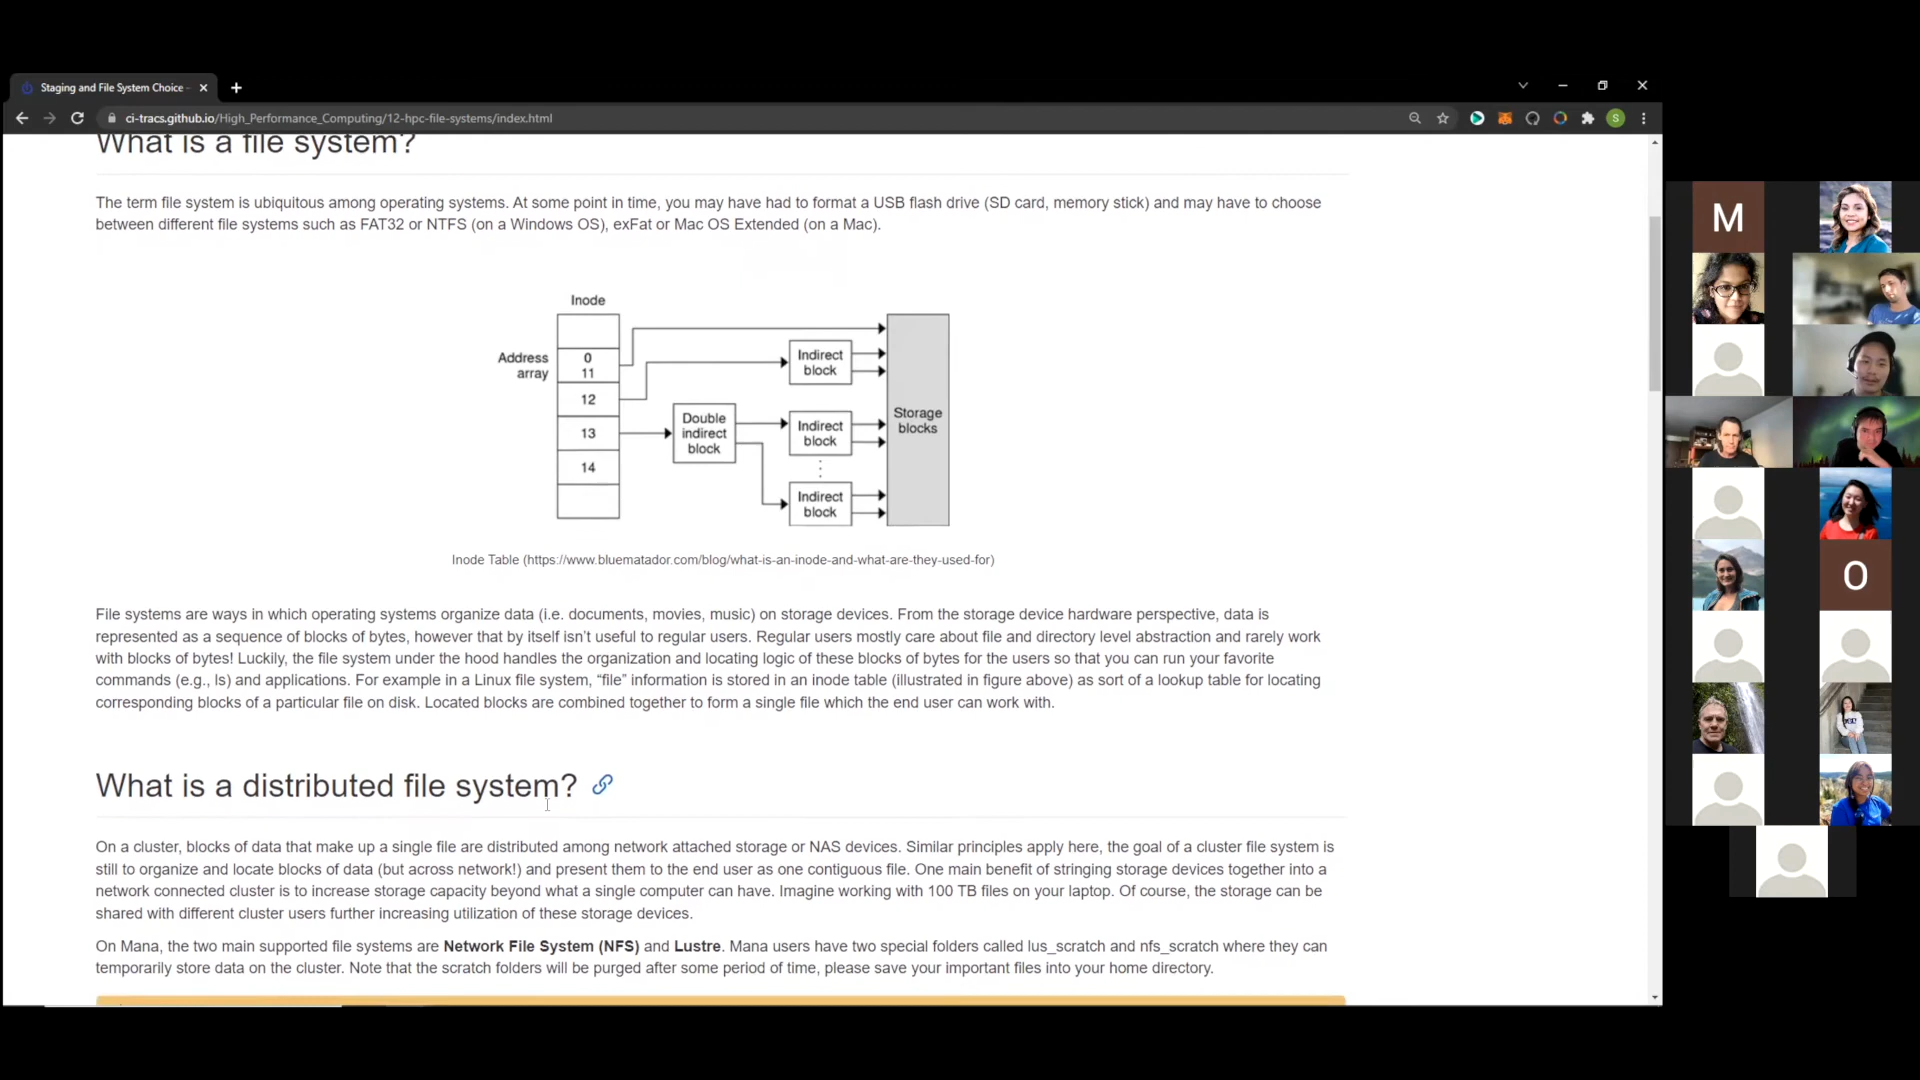 Staging and File System Choice -
ci-tracs.github.io/High_Performance_Computing/12-hpc-file-systems/index.html
S
What is a file system?
The term file system is ubiquitous among operating systems. At some point in time, you may have had to format a USB flash drive (SD card, memory stick) and may have to choose
between different file systems such as FAT32 or NTFS (on a Windows OS), exFat or Mac OS Extended (on a Mac).
Inode
Address
array
0
11
12
13
14
Double
indirect
block
Indirect
block
Indirect
block
Indirect
block
Storage
blocks
Inode Table (https://www.bluematador.com/blog/what-is-an-inode-and-what-are-they-used-for)
File systems are ways in which operating systems organize data (i.e. documents, movies, music) on storage devices. From the storage device hardware perspective, data is
represented as a sequence of blocks of bytes, however that by itself isn't useful to regular users. Regular users mostly care about file and directory level abstraction and rarely work
with blocks of bytes! Luckily, the file system under the hood handles the organization and locating logic of these blocks of bytes for the users so that you can run your favorite
commands (e.g., ls) and applications. For example in a Linux file system, “file” information is stored in an inode table (illustrated in figure above) as sort of a lookup table for locating
corresponding blocks of a particular file on disk. Located blocks are combined together to form a single file which the end user can work with.
What is a distributed file system?
On a cluster, blocks of data that make up a single file are distributed among network attached storage or NAS devices. Similar principles apply here, the goal of a cluster file system is
still to organize and locate blocks of data (but across network!) and present them to the end user as one contiguous file. One main benefit of stringing storage devices together into a
network connected cluster is to increase storage capacity beyond what a single computer can have. Imagine working with 100 TB files on your laptop. Of course, the storage can be
shared with different cluster users further increasing utilization of these storage devices.
On Mana, the two main supported file systems are Network File System (NFS) and Lustre. Mana users have two special folders called lus_scratch and nfs_scratch where they can
temporarily store data on the cluster. Note that the scratch folders will be purged after some period of time, please save your important files into your home directory.
M
O